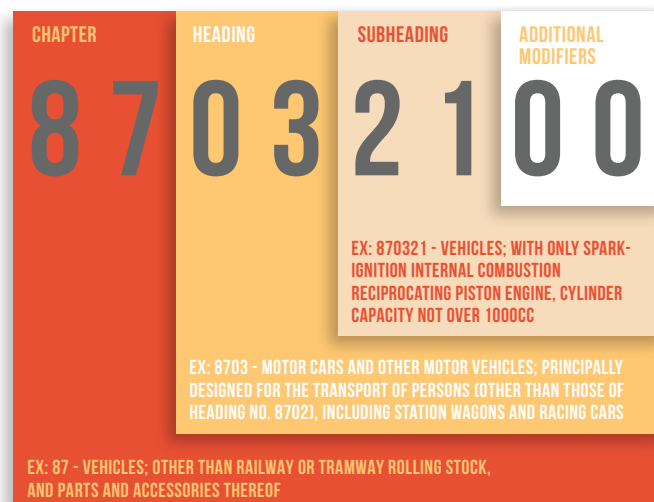 CHAPTER
HEADING
SUBHEADING
ADDITIONAL
MODIFIERS
8 7 0 3 2 1 0 0
EX: 870321 - VEHICLES; WITH ONLY SPARK-
IGNITION INTERNAL COMBUSTION
RECIPROCATING PISTON ENGINE, CYLINDER
CAPACITY NOT OVER 1000CC
EX: 8703 - MOTOR CARS AND OTHER MOTOR VEHICLES; PRINCIPALLY
DESIGNED FOR THE TRANSPORT OF PERSONS (OTHER THAN THOSE OF
HEADING NO. 8702), INCLUDING STATION WAGONS AND RACING CARS
EX: 87 - VEHICLES; OTHER THAN RAILWAY OR TRAMWAY ROLLING STOCK,
AND PARTS AND ACCESSORIES THEREOF